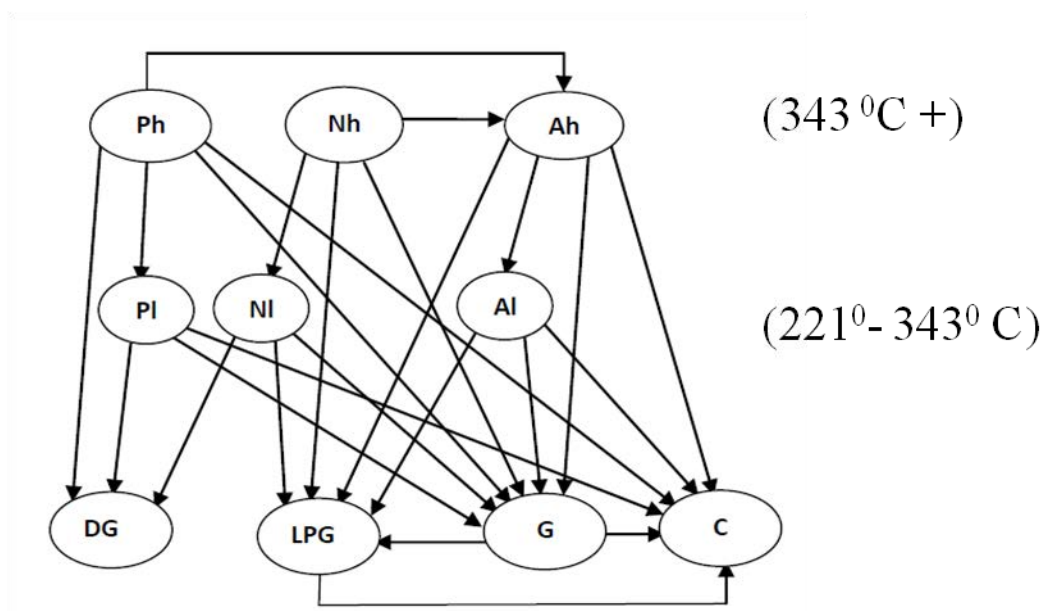 Ph Nh Ah (343 ⁰C +)
Pl Nl Al (221⁰- 343⁰ C)
DG LPG G C